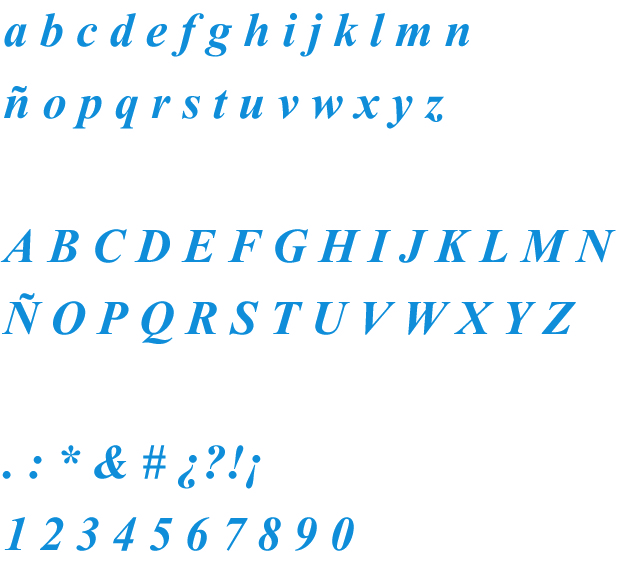 a b c d e f g h i j k l m n
ñ o p q r s t u v w x y z
A B C D E F G H I J K L M N
Ñ O P Q R S T U V W X Y Z
. : * & # ¿?!¡
1 2 3 4 5 6 7 8 9 0